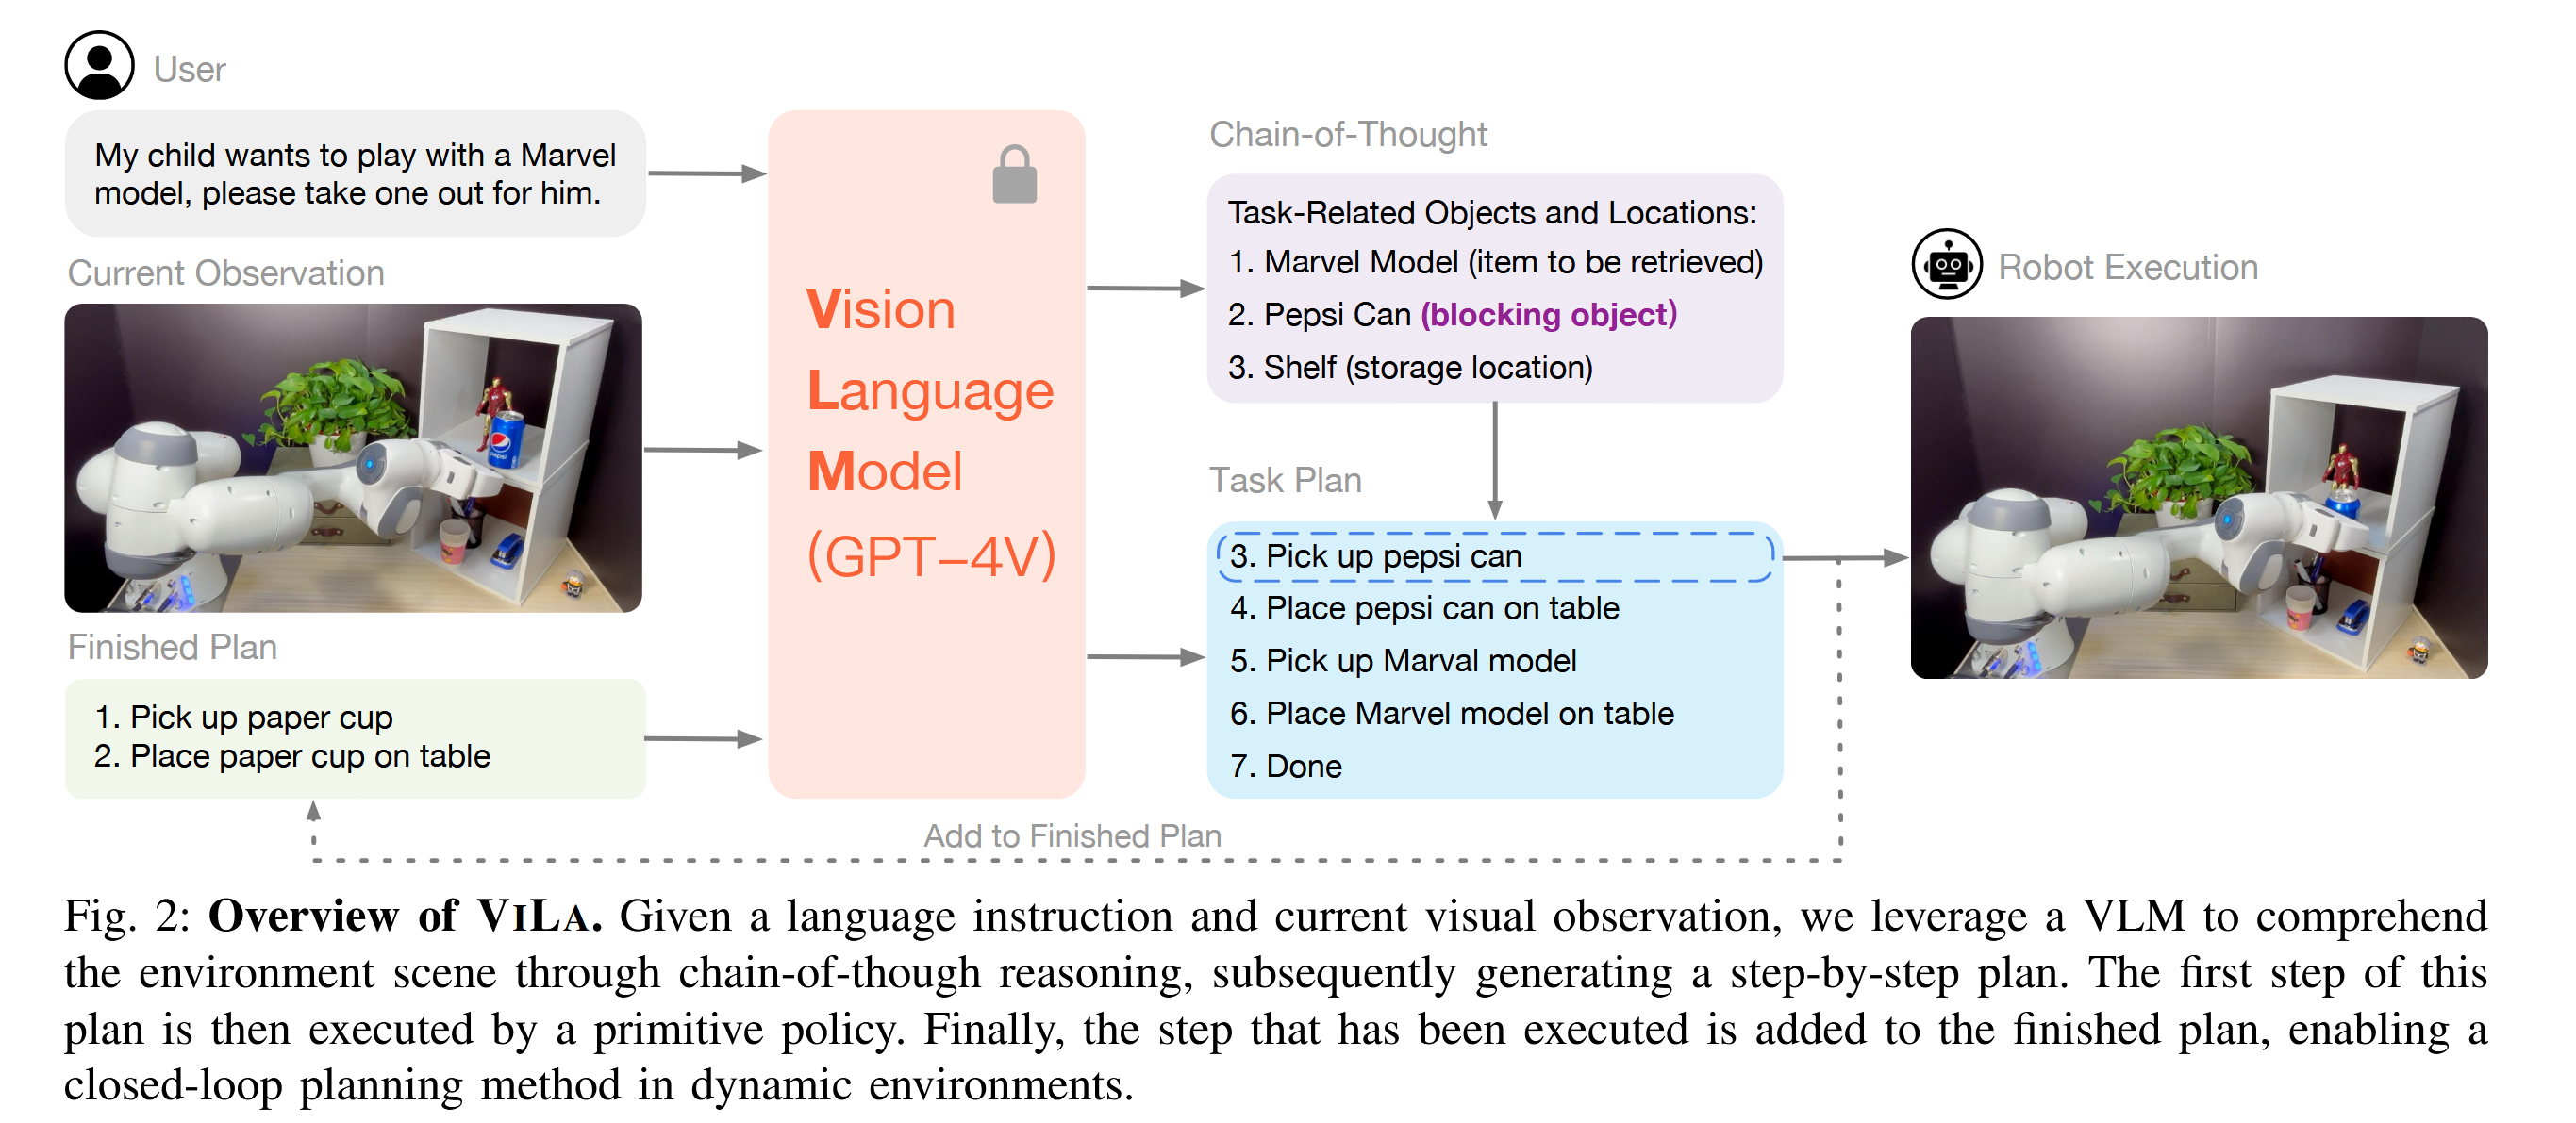 User
My child wants to play with a Marvel
model, please take one out for him.
Current Observation
pepsi
Finished Plan
1. Pick up paper cup
2. Place paper cup on table
Vision
Language
Model
(GPT–4V)
Chain-of-Thought
Task-Related Objects and Locations:
1. Marvel Model (item to be retrieved)
2. Pepsi Can (blocking object)
3. Shelf (storage location)
Task Plan
3. Pick up pepsi can
4. Place pepsi can on table
5. Pick up Marval model
6. Place Marvel model on table
7. Done
Robot Execution
Add to Finished Plan
Fig. 2: Overview of VILA. Given a language instruction and current visual observation, we leverage a VLM to comprehend
the environment scene through chain-of-though reasoning, subsequently generating a step-by-step plan. The first step of this
plan is then executed by a primitive policy. Finally, the step that has been executed is added to the finished plan, enabling a
closed-loop planning method in dynamic environments.